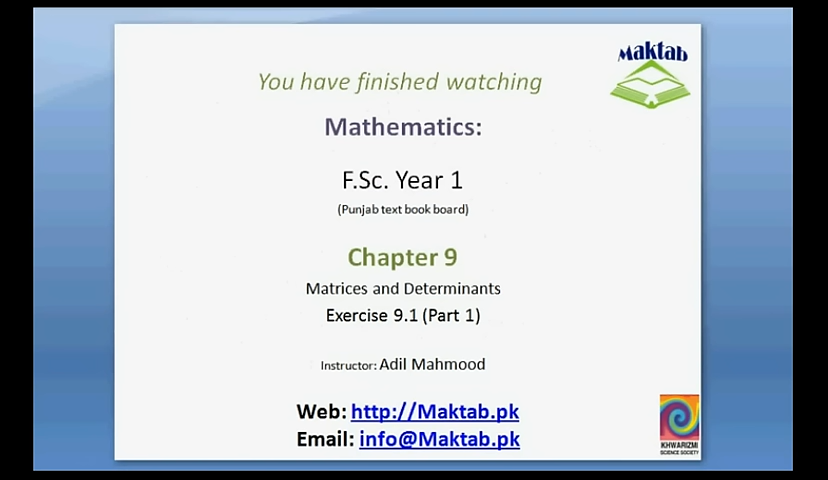 Maktab
You have finished watching
Mathematics:
F.Sc. Year 1
(Punjab text book board)
Chapter 9
Matrices and Determinants
Exercise 9.1 (Part 1)
Instructor: Adil Mahmood
Web: http://Maktab.pk
Email: info@Maktab.pk
KHWARIZMI
SCIENCE SOCIETY